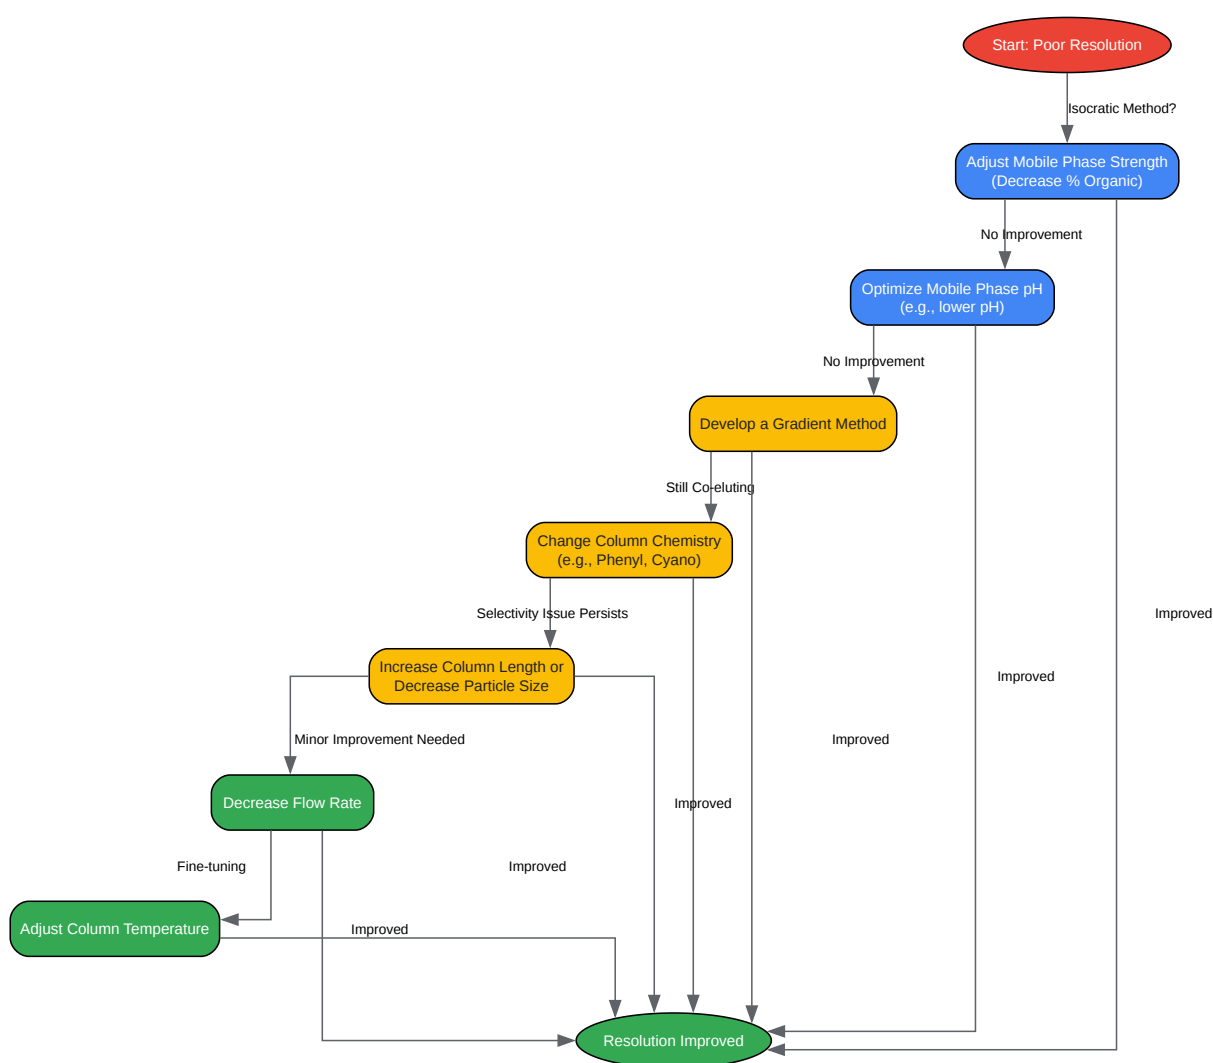 Start: Poor Resolution
Isocratic Method?
Adjust Mobile Phase Strength
(Decrease % Organic)
No Improvement
Optimize Mobile Phase pH
(e.g., lower pH)
No Improvement
Develop a Gradient Method
Still Co-eluting
Change Column Chemistry
(e.g., Phenyl, Cyano)
Selectivity Issue Persists
Improved
Increase Column Length or
Decrease Particle Size
Improved
Minor Improvement Needed
Improved
Decrease Flow Rate
Improved
Fine-tuning
Improved
Adjust Column Temperature
Improved
Resolution Improved